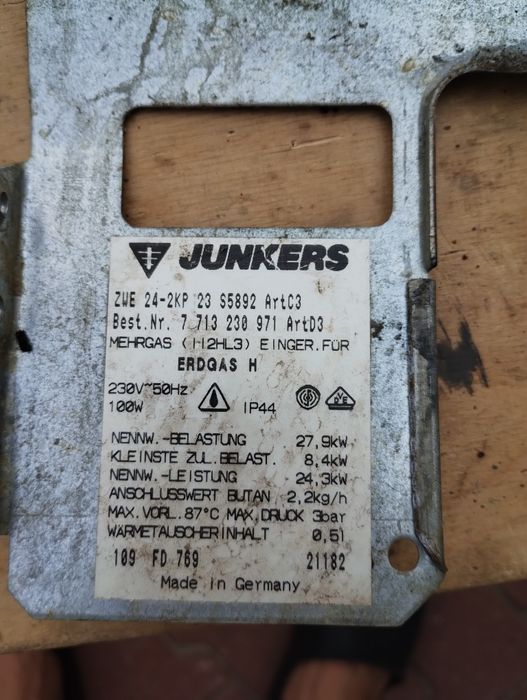 JUNKERS
ZWE 24-2KP 23 S5892 ArtC3
Best.Nr. 7 713 230 971 ArtD3
MEHRGAS (II2HL3) EINGER.FÜR
ERDGAS H
230V~50Hz
100W
IP44
DVE
NENNW.-BELASTUNG 27,9kW
KLEINSTE ZUL.BELAST. 8,4kW
NENNW.-LEISTUNG 24,3kW
ANSCHLUSSWERT BUTAN 2,2kg/h
MAX.VORL.87°C MAX.DRUCK 3bar
WÄRMETAUSCHERINHALT 0,5l
109 FD 769 21182
Made in Germany